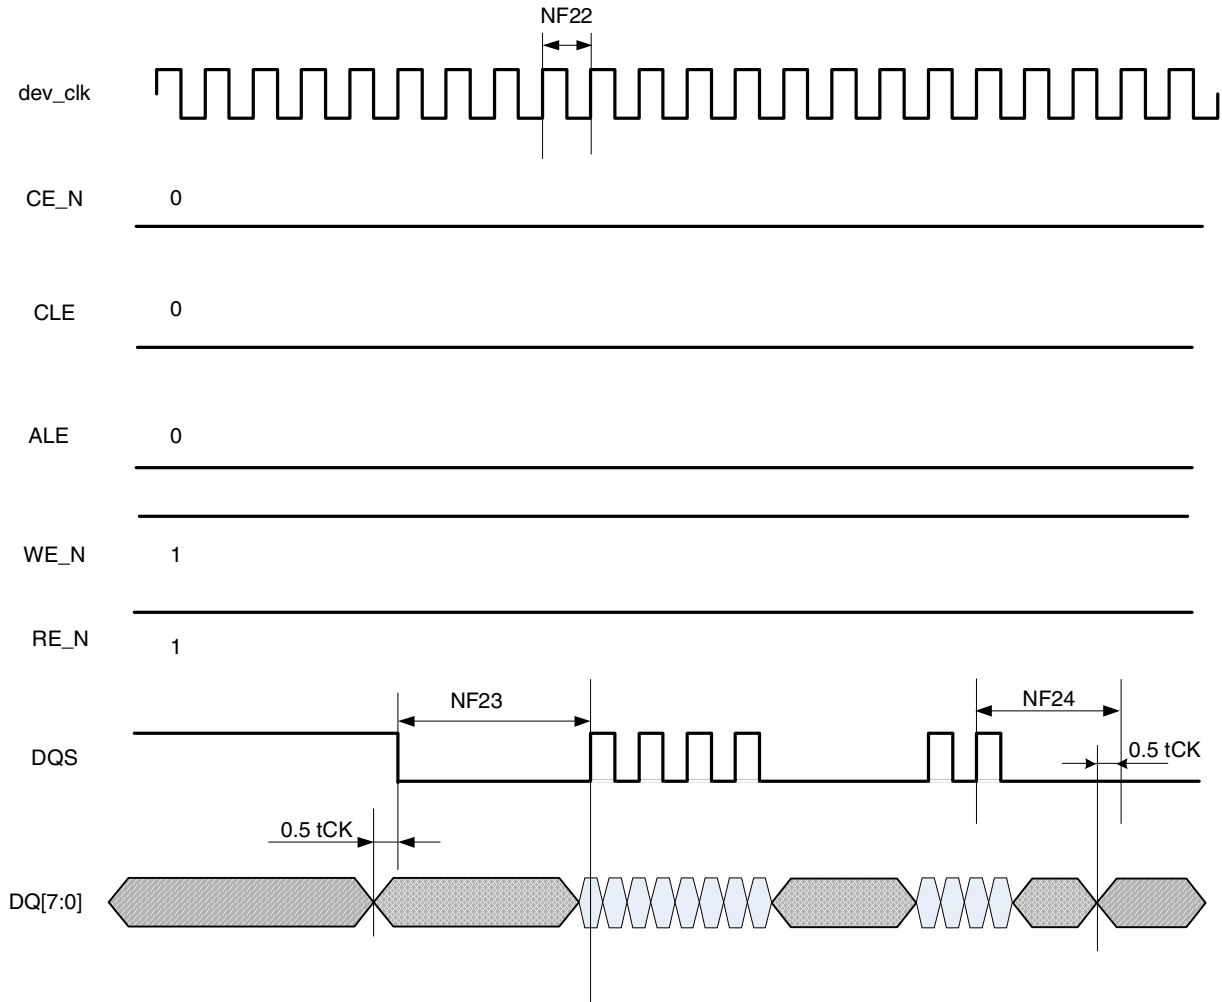 NF22
dev_clk
CE_N 0
CLE 0
ALE 0
WE_N 1
RE_N 1
NF23
NF24
DQS
0.5 tCK
0.5 tCK
DQ[7:0]